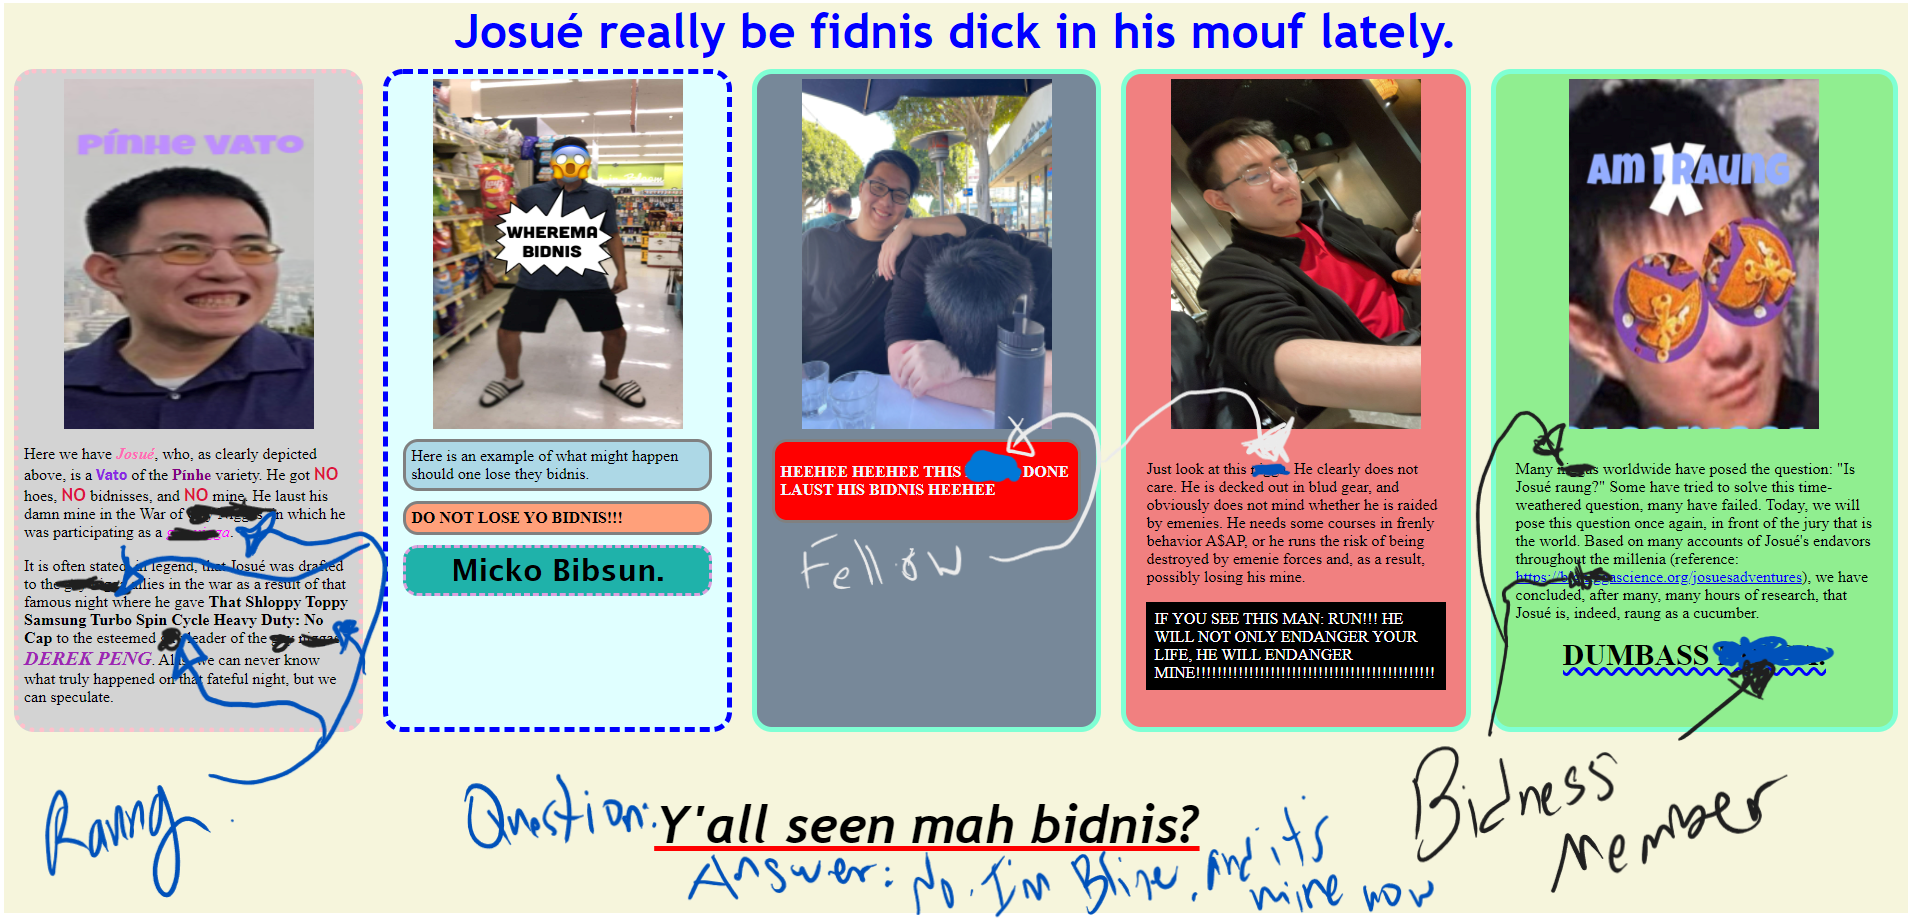 Josué really be fidnis dick in his mouf lately.
PÍNHE VATO
Here we have Josué, who, as clearly depicted
above, is a Vato of the Pínhe variety. He got NO
hoes, NO bidnisses, and NO mine. He laust his
damn mine in the War of in which he
was participating as a
It is often stated in legend, that Josué was drafted
to the allies in the war as a result of that
famous night where he gave That Shloppy Toppy
Samsung Turbo Spin Cycle Heavy Duty: No
Cap to the esteemed leader of the
DEREK PENG. Alas, we can never know
what truly happened on that fateful night, but we
can speculate.
Raung
WHEREMA
BIDNIS
Here is an example of what might happen
should one lose they bidnis.
DO NOT LOSE YO BIDNIS!!!
Micko Bibsun.
HEEHEE HEEHEE THIS DONE
LAUST HIS BIDNIS HEEHEE
Fellow
Just look at this He clearly does not
care. He is decked out in blud gear, and
obviously does not mind whether he is raided
by emenies. He needs some courses in frenly
behavior A$AP, or he runs the risk of being
destroyed by emenie forces and, as a result,
possibly losing his mine.
IF YOU SEE THIS MAN: RUN!!! HE
WILL NOT ONLY ENDANGER YOUR
LIFE, HE WILL ENDANGER
MINE!!!!!!!!!!!!!!!!!!!!!!!!!!!!!!!!!!!!!!!!!!!!!
AM I RAUNG
X
Many worldwide have posed the question: "Is
Josué raung?" Some have tried to solve this time-
weathered question, many have failed. Today, we will
pose this question once again, in front of the jury that is
the world. Based on many accounts of Josué's endavors
throughout the millenia (reference:
we have
concluded, after many, many hours of research, that
Josué is, indeed, raung as a cucumber.
DUMBASS
Bidness
Member
Question: Y'all seen mah bidnis?
Answer: No. I'm Bline, and it's
mine now